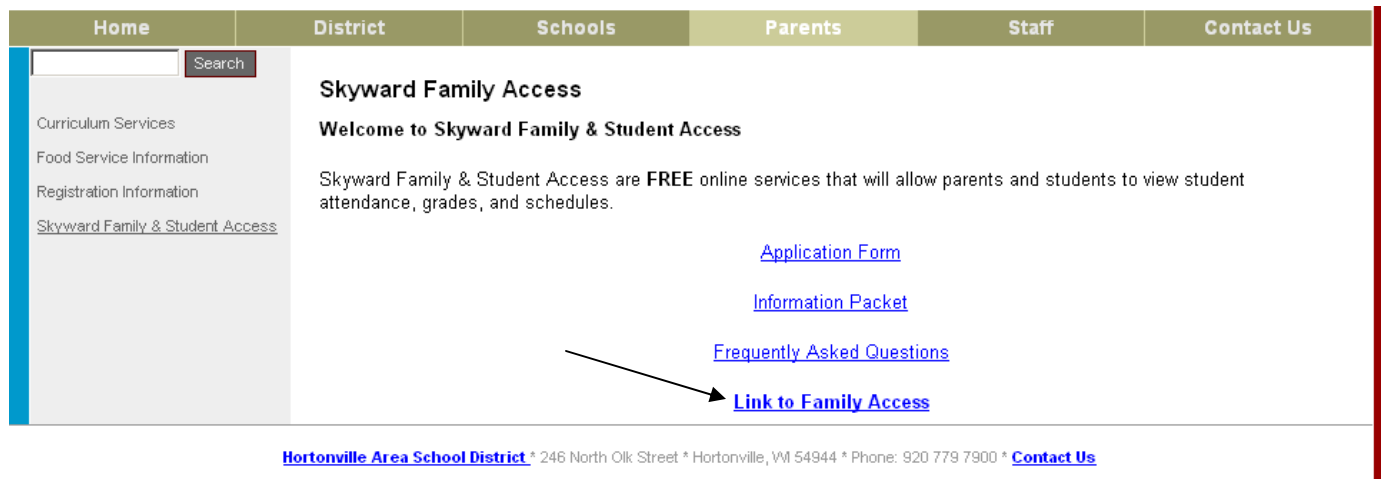 Home District Schools Parents Staff Contact Us
Search
Curriculum Services
Food Service Information
Registration Information
Skyward Family & Student Access
Skyward Family Access
Welcome to Skyward Family & Student Access
Skyward Family & Student Access are FREE online services that will allow parents and students to view student
attendance, grades, and schedules.
Application Form
Information Packet
Frequently Asked Questions
Link to Family Access
Hortonville Area School District * 246 North Olk Street * Hortonville, WI 54944 * Phone: 920 779 7900 * Contact Us